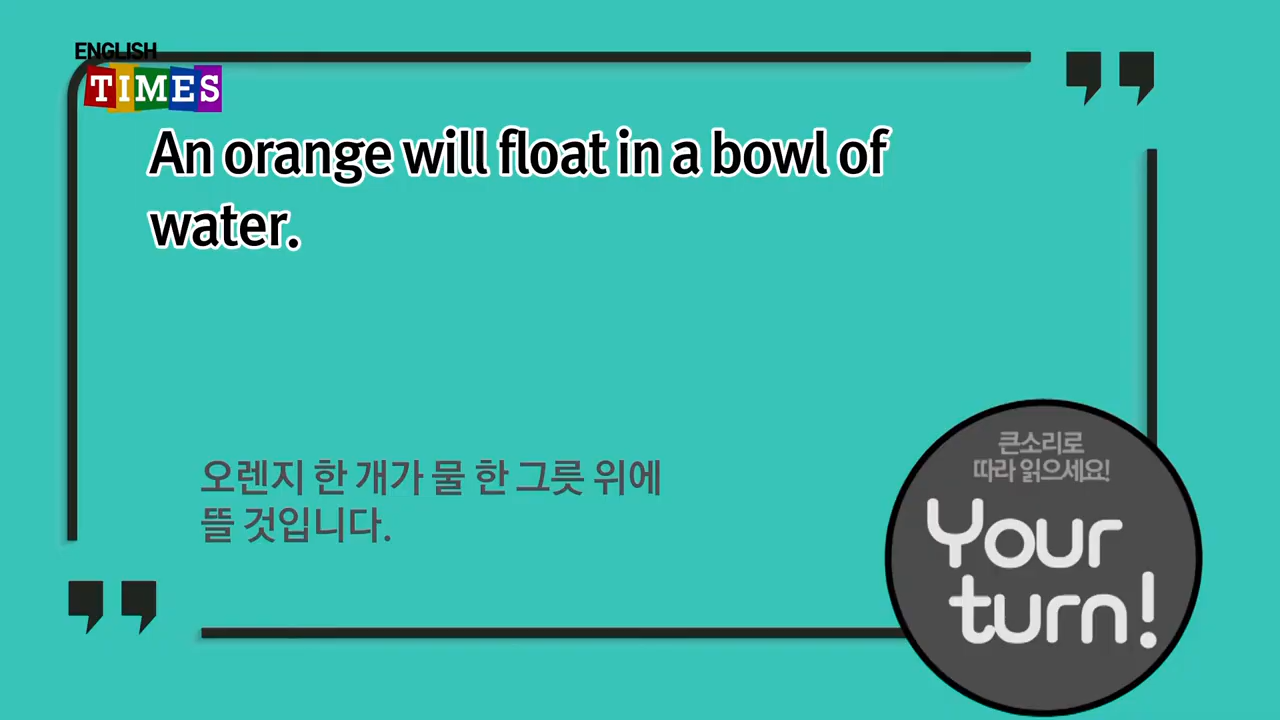 ENGLISH
TIMES
An orange will float in a bowl of
water.
오렌지 한 개가 물 한 그릇 위에
뜰 것입니다.
큰소리로
따라 읽으세요!
Your
turn!